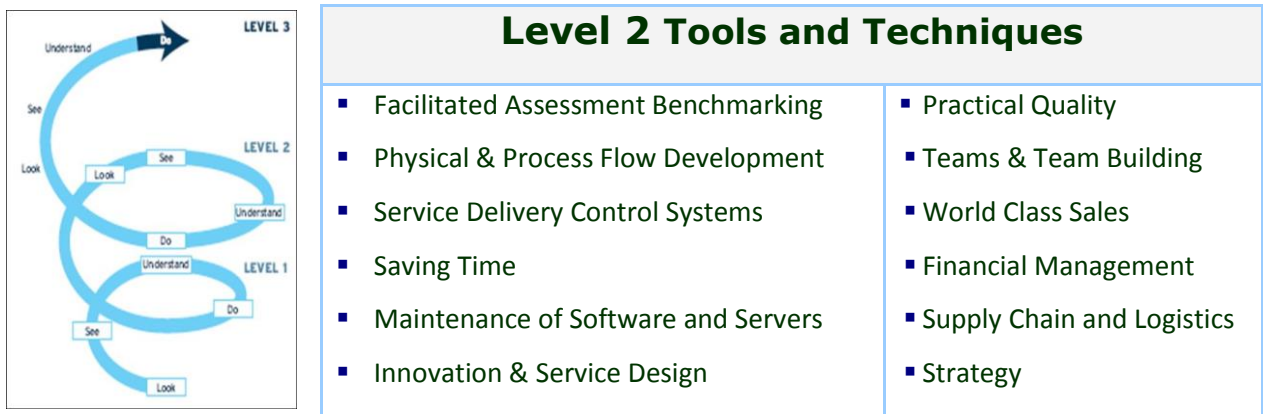 LEVEL 3
Do
Understand
See
LEVEL 2
See
Look
Look
Understand
Do
Understand
LEVEL 1
Do
See
Look
Level 2 Tools and Techniques
▪ Facilitated Assessment Benchmarking
▪ Physical & Process Flow Development
▪ Service Delivery Control Systems
▪ Saving Time
▪ Maintenance of Software and Servers
▪ Innovation & Service Design
▪ Practical Quality
▪ Teams & Team Building
▪ World Class Sales
▪ Financial Management
▪ Supply Chain and Logistics
▪ Strategy